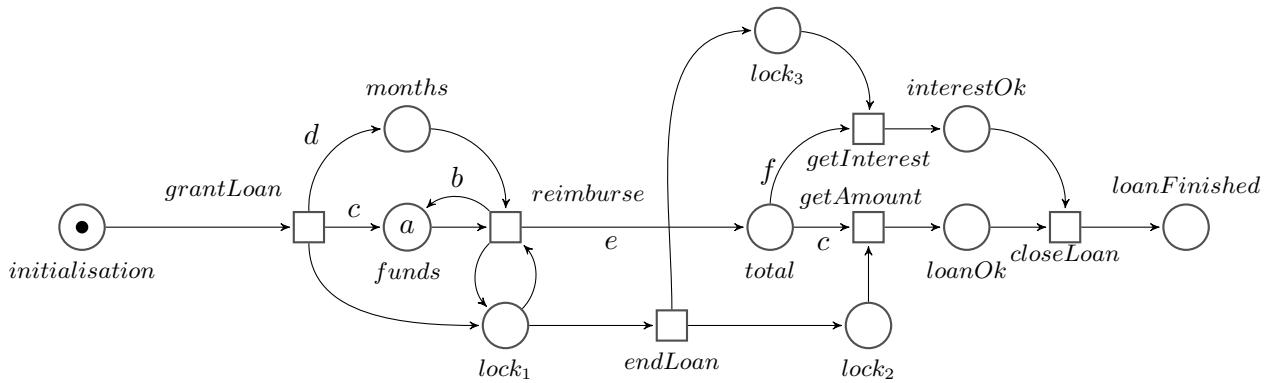 lock₃
months
interestOk
d
f
getInterest
grantLoan
b
reimburse
getAmount
loanFinished
c
a
e
c
initialisation
funds
total
loanOk
closeLoan
lock₁
endLoan
lock₂